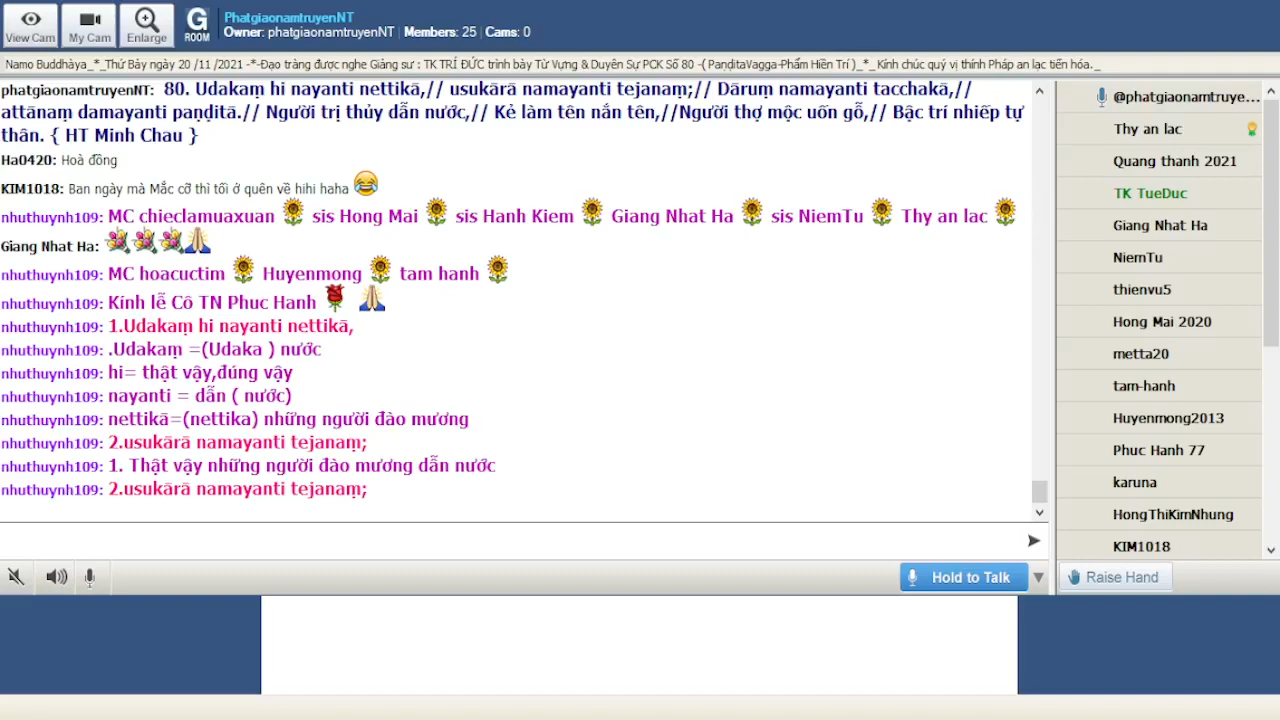 View Cam
My Cam
Enlarge
G
ROOM
PhatgiaonamtruyenNT
Owner: phatgiaonamtruyenNT | Members: 25 | Cams: 0
Namo Buddhàya_*_Thứ Bảy ngày 20 /11 /2021 -*-Đạo tràng được nghe Giảng sư : TK TRÍ ĐỨC trình bày Từ Vựng & Duyên Sự PCK Số 80 -( PaṇḍitaVagga-Phẩm Hiền Trí )_*_ Kính chúc quý vị thính Pháp an lạc tiến hóa._
phatgiaonamtruyenNT: 80. Udakaṃ hi nayanti nettikā,// usukārā namayanti tejanaṃ;// Dāruṃ namayanti tacchakā,//
attānaṃ damayanti paṇḍitā.// Người trị thủy dẫn nước,// Kẻ làm tên nắn tên,//Người thợ mộc uốn gỗ,// Bậc trí nhiếp tự
thân. { HT Minh Chau }
Ha0420: Hoà đồng
KIM1018: Ban ngày mà Mắc cỡ thì tối ở quên về hihi haha
nhuthuynh109: MC chieclamuaxuan sis Hong Mai sis Hanh Kiem Giang Nhat Ha sis NiemTu Thy an lac
Giang Nhat Ha:
nhuthuynh109: MC hoacuctim Huyenmong tam hanh
nhuthuynh109: Kính lễ Cô TN Phuc Hanh
nhuthuynh109: 1.Udakaṃ hi nayanti nettikā,
nhuthuynh109: .Udakaṃ =(Udaka ) nước
nhuthuynh109: hi= thật vậy,đúng vậy
nhuthuynh109: nayanti = dẫn ( nước)
nhuthuynh109: nettikā=(nettika) những người đào mương
nhuthuynh109: 2.usukārā namayanti tejanaṃ;
nhuthuynh109: 1. Thật vậy những người đào mương dẫn nước
nhuthuynh109: 2.usukārā namayanti tejanaṃ;
@phatgiaonamtruye...
Thy an lac
Quang thanh 2021
TK TueDuc
Giang Nhat Ha
NiemTu
thienvu5
Hong Mai 2020
metta20
tam-hanh
Huyenmong2013
Phuc Hanh 77
karuna
HongThiKimNhung
KIM1018
Hold to Talk
Raise Hand